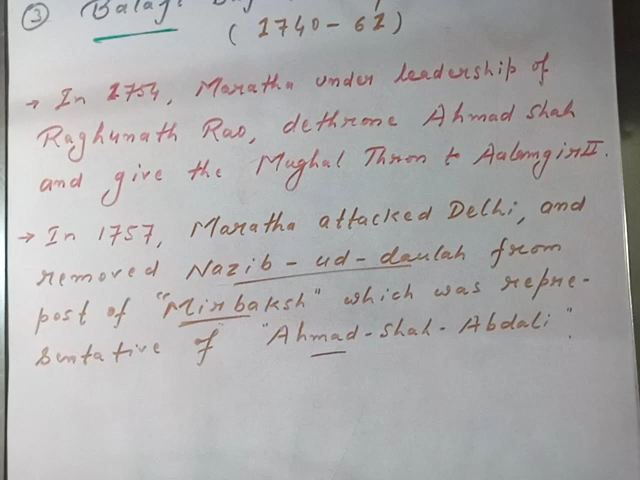 ③ Balaji
(1740-61)
→ In 1754, Maratha under leadership of
Raghunath Rao, dethrone Ahmad Shah
and give the Mughal Thron to Aalamgir II.
→ In 1757, Maratha attacked Delhi, and
removed Nazib-ud-daulah from
post of "Mirbaksh" which was repre-
sentative of "Ahmad-Shah-Abdali".